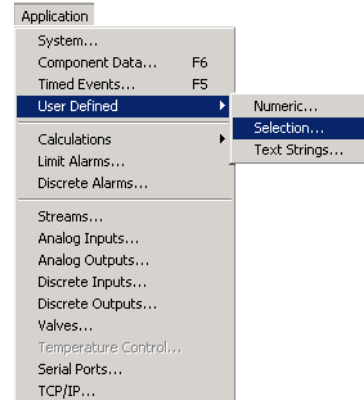 Application
System...
Component Data... F6
Timed Events... F5
User Defined
Numeric...
Selection...
Text Strings...
Calculations
Limit Alarms...
Discrete Alarms...
Streams...
Analog Inputs...
Analog Outputs...
Discrete Inputs...
Discrete Outputs...
Valves...
Temperature Control...
Serial Ports...
TCP/IP...